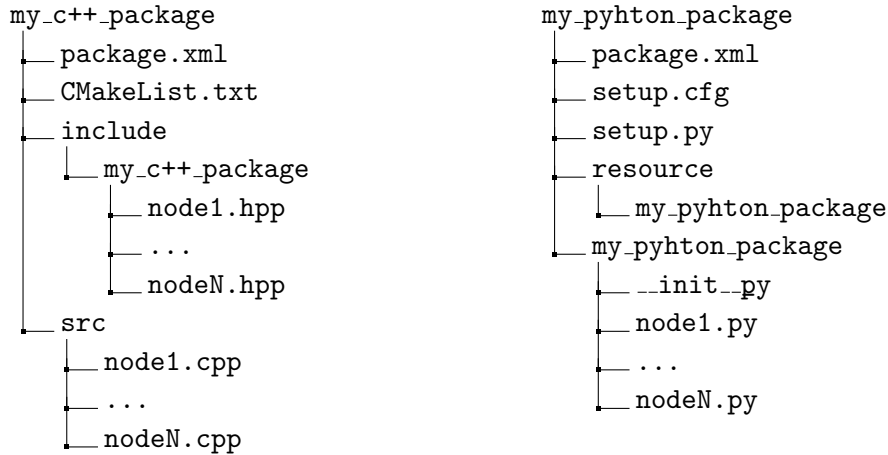 my_c++_package
package.xml
CMakeList.txt
include
my_c++_package
node1.hpp
...
nodeN.hpp
src
node1.cpp
...
nodeN.cpp
my_pyhton_package
package.xml
setup.cfg
setup.py
resource
my_pyhton_package
my_pyhton_package
__init__py
node1.py
...
nodeN.py